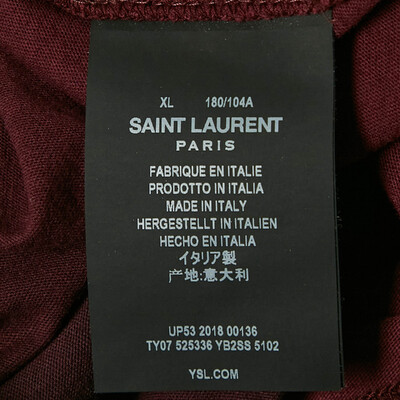 XL 180/104A
SAINT LAURENT
PARIS
FABRIQUE EN ITALIE
PRODOTTO IN ITALIA
MADE IN ITALY
HERGESTELLT IN ITALIEN
HECHO EN ITALIA
イタリア製
产地:意大利
UP53 2018 00136
TY07 525336 YB2SS 5102
YSL.COM